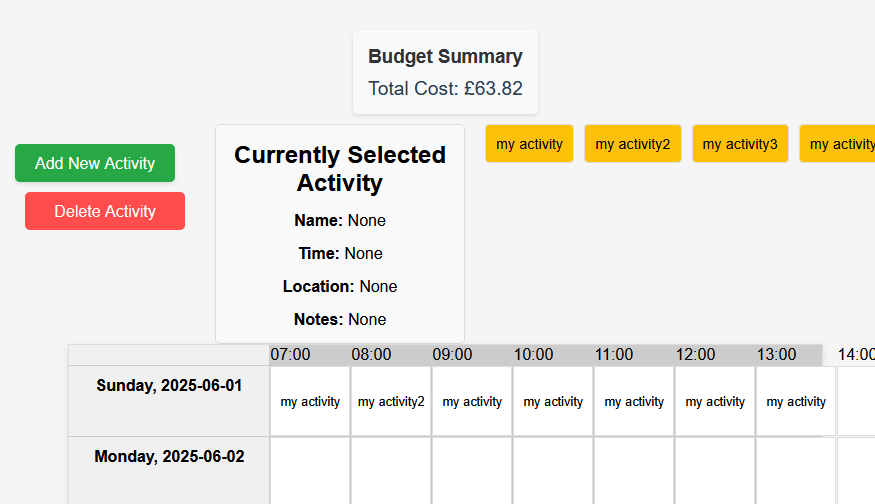 Budget Summary
Total Cost: £63.82
Add New Activity
Delete Activity
Currently Selected
Activity
Name: None
Time: None
Location: None
Notes: None
my activity my activity2 my activity3 my activity
07:00 08:00 09:00 10:00 11:00 12:00 13:00 14:00
Sunday, 2025-06-01 my activity my activity2 my activity my activity my activity my activity my activity
Monday, 2025-06-02